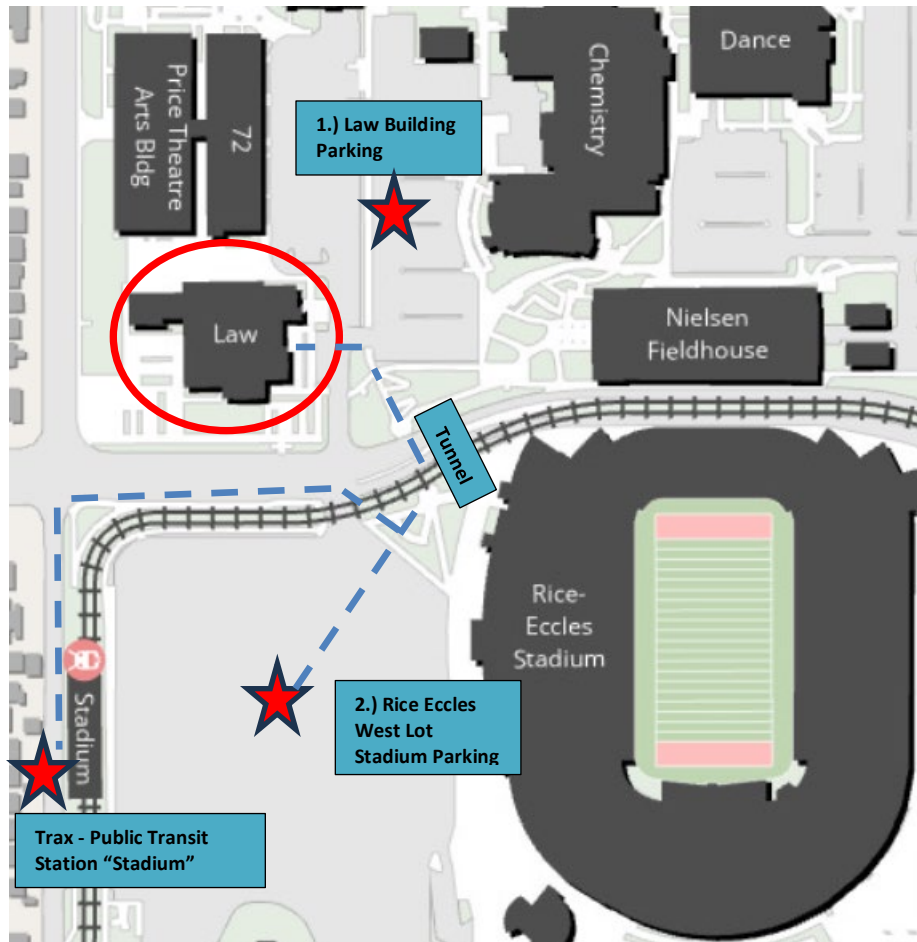 Price Theatre
Arts Bldg
72
Chemistry
Dance
1.) Law Building
Parking
Law
Nielsen
Fieldhouse
Tunnel
Rice-
Eccles
Stadium
Stadium
2.) Rice Eccles
West Lot
Stadium Parking
Trax - Public Transit
Station “Stadium”